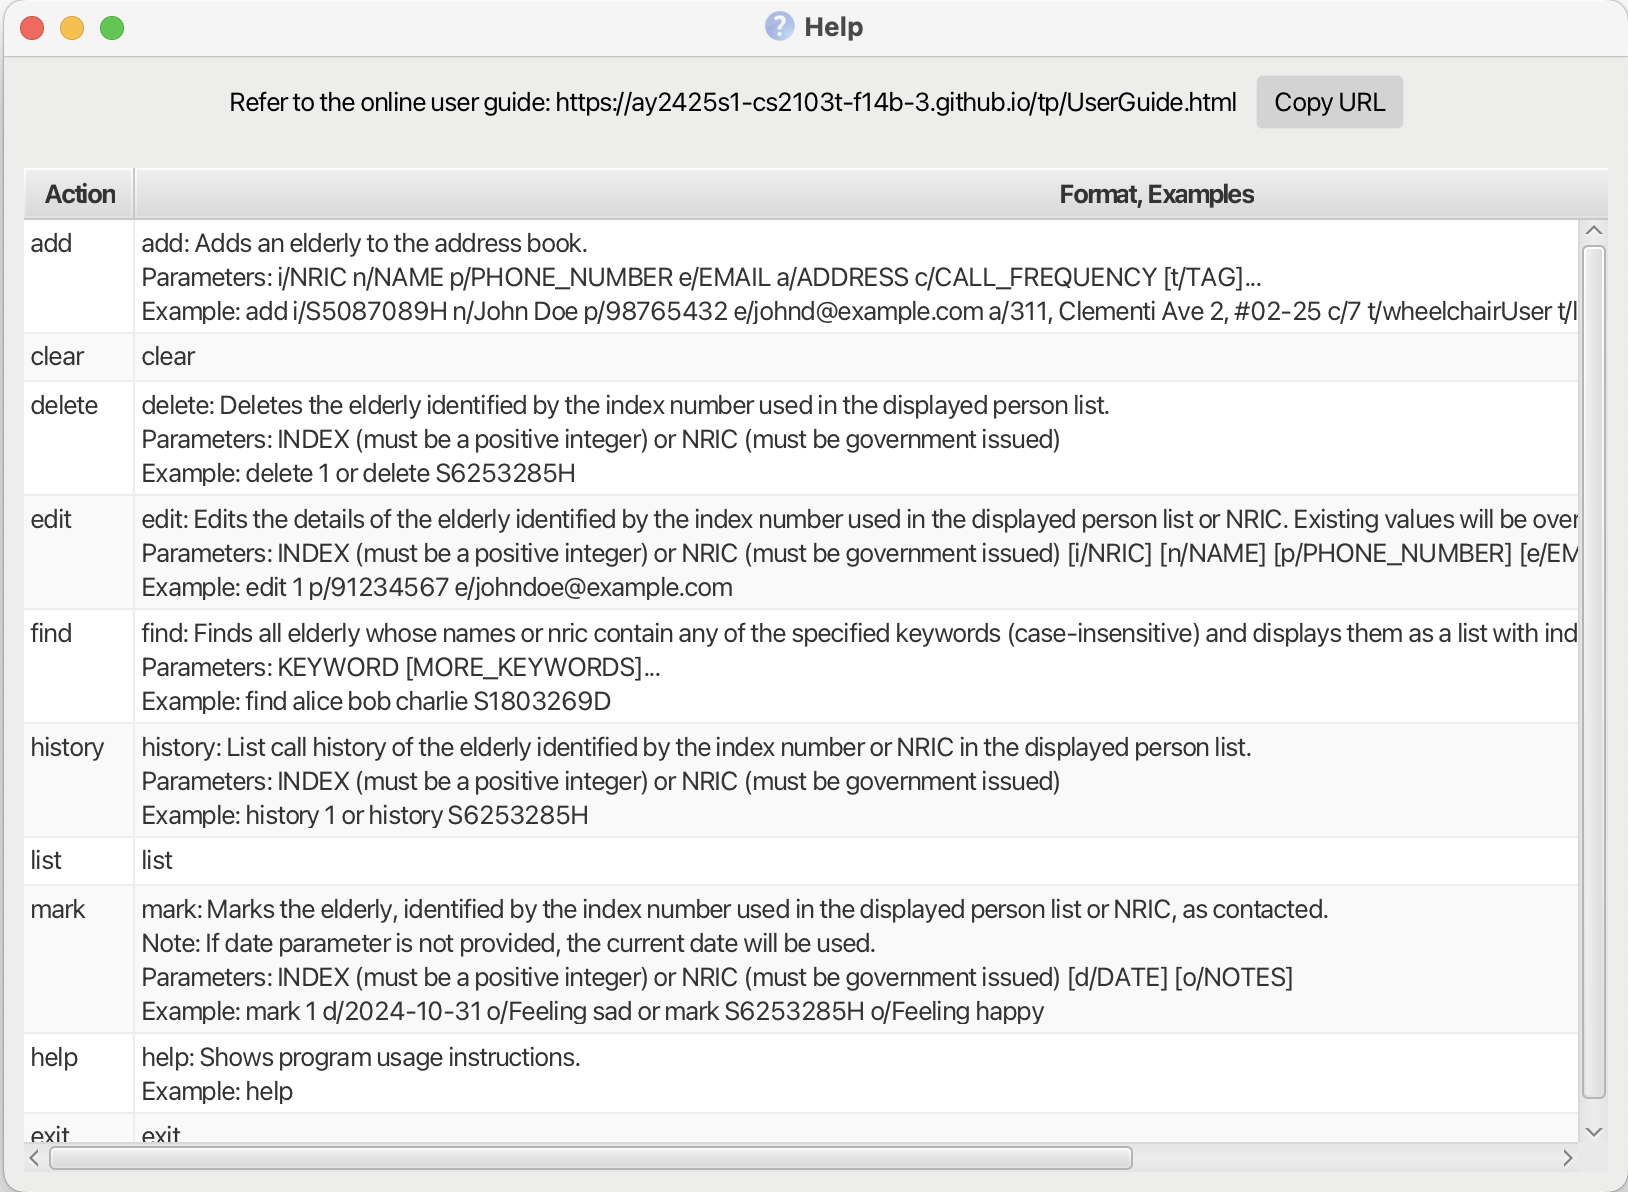 Help
Refer to the online user guide: https://ay2425s1-cs2103t-f14b-3.github.io/tp/UserGuide.html Copy URL
Action Format, Examples
add add: Adds an elderly to the address book.
Parameters: i/NRIC n/NAME p/PHONE_NUMBER e/EMAIL a/ADDRESS c/CALL_FREQUENCY [t/TAG]...
Example: add i/S5087089H n/John Doe p/98765432 e/johnd@example.com a/311, Clementi Ave 2, #02-25 c/7 t/wheelchairUser
clear clear
delete delete: Deletes the elderly identified by the index number used in the displayed person list.
Parameters: INDEX (must be a positive integer) or NRIC (must be government issued)
Example: delete 1 or delete S6253285H
edit edit: Edits the details of the elderly identified by the index number used in the displayed person list or NRIC. Existing values will be over
Parameters: INDEX (must be a positive integer) or NRIC (must be government issued) [i/NRIC] [n/NAME] [p/PHONE_NUMBER] [e/EM
Example: edit 1 p/91234567 e/johndoe@example.com
find find: Finds all elderly whose names or nric contain any of the specified keywords (case-insensitive) and displays them as a list with ind
Parameters: KEYWORD [MORE_KEYWORDS]...
Example: find alice bob charlie S1803269D
history history: List call history of the elderly identified by the index number or NRIC in the displayed person list.
Parameters: INDEX (must be a positive integer) or NRIC (must be government issued)
Example: history 1 or history S6253285H
list list
mark mark: Marks the elderly, identified by the index number used in the displayed person list or NRIC, as contacted.
Note: If date parameter is not provided, the current date will be used.
Parameters: INDEX (must be a positive integer) or NRIC (must be government issued) [d/DATE] [o/NOTES]
Example: mark 1 d/2024-10-31 o/Feeling sad or mark S6253285H o/Feeling happy
help help: Shows program usage instructions.
Example: help
exit exit